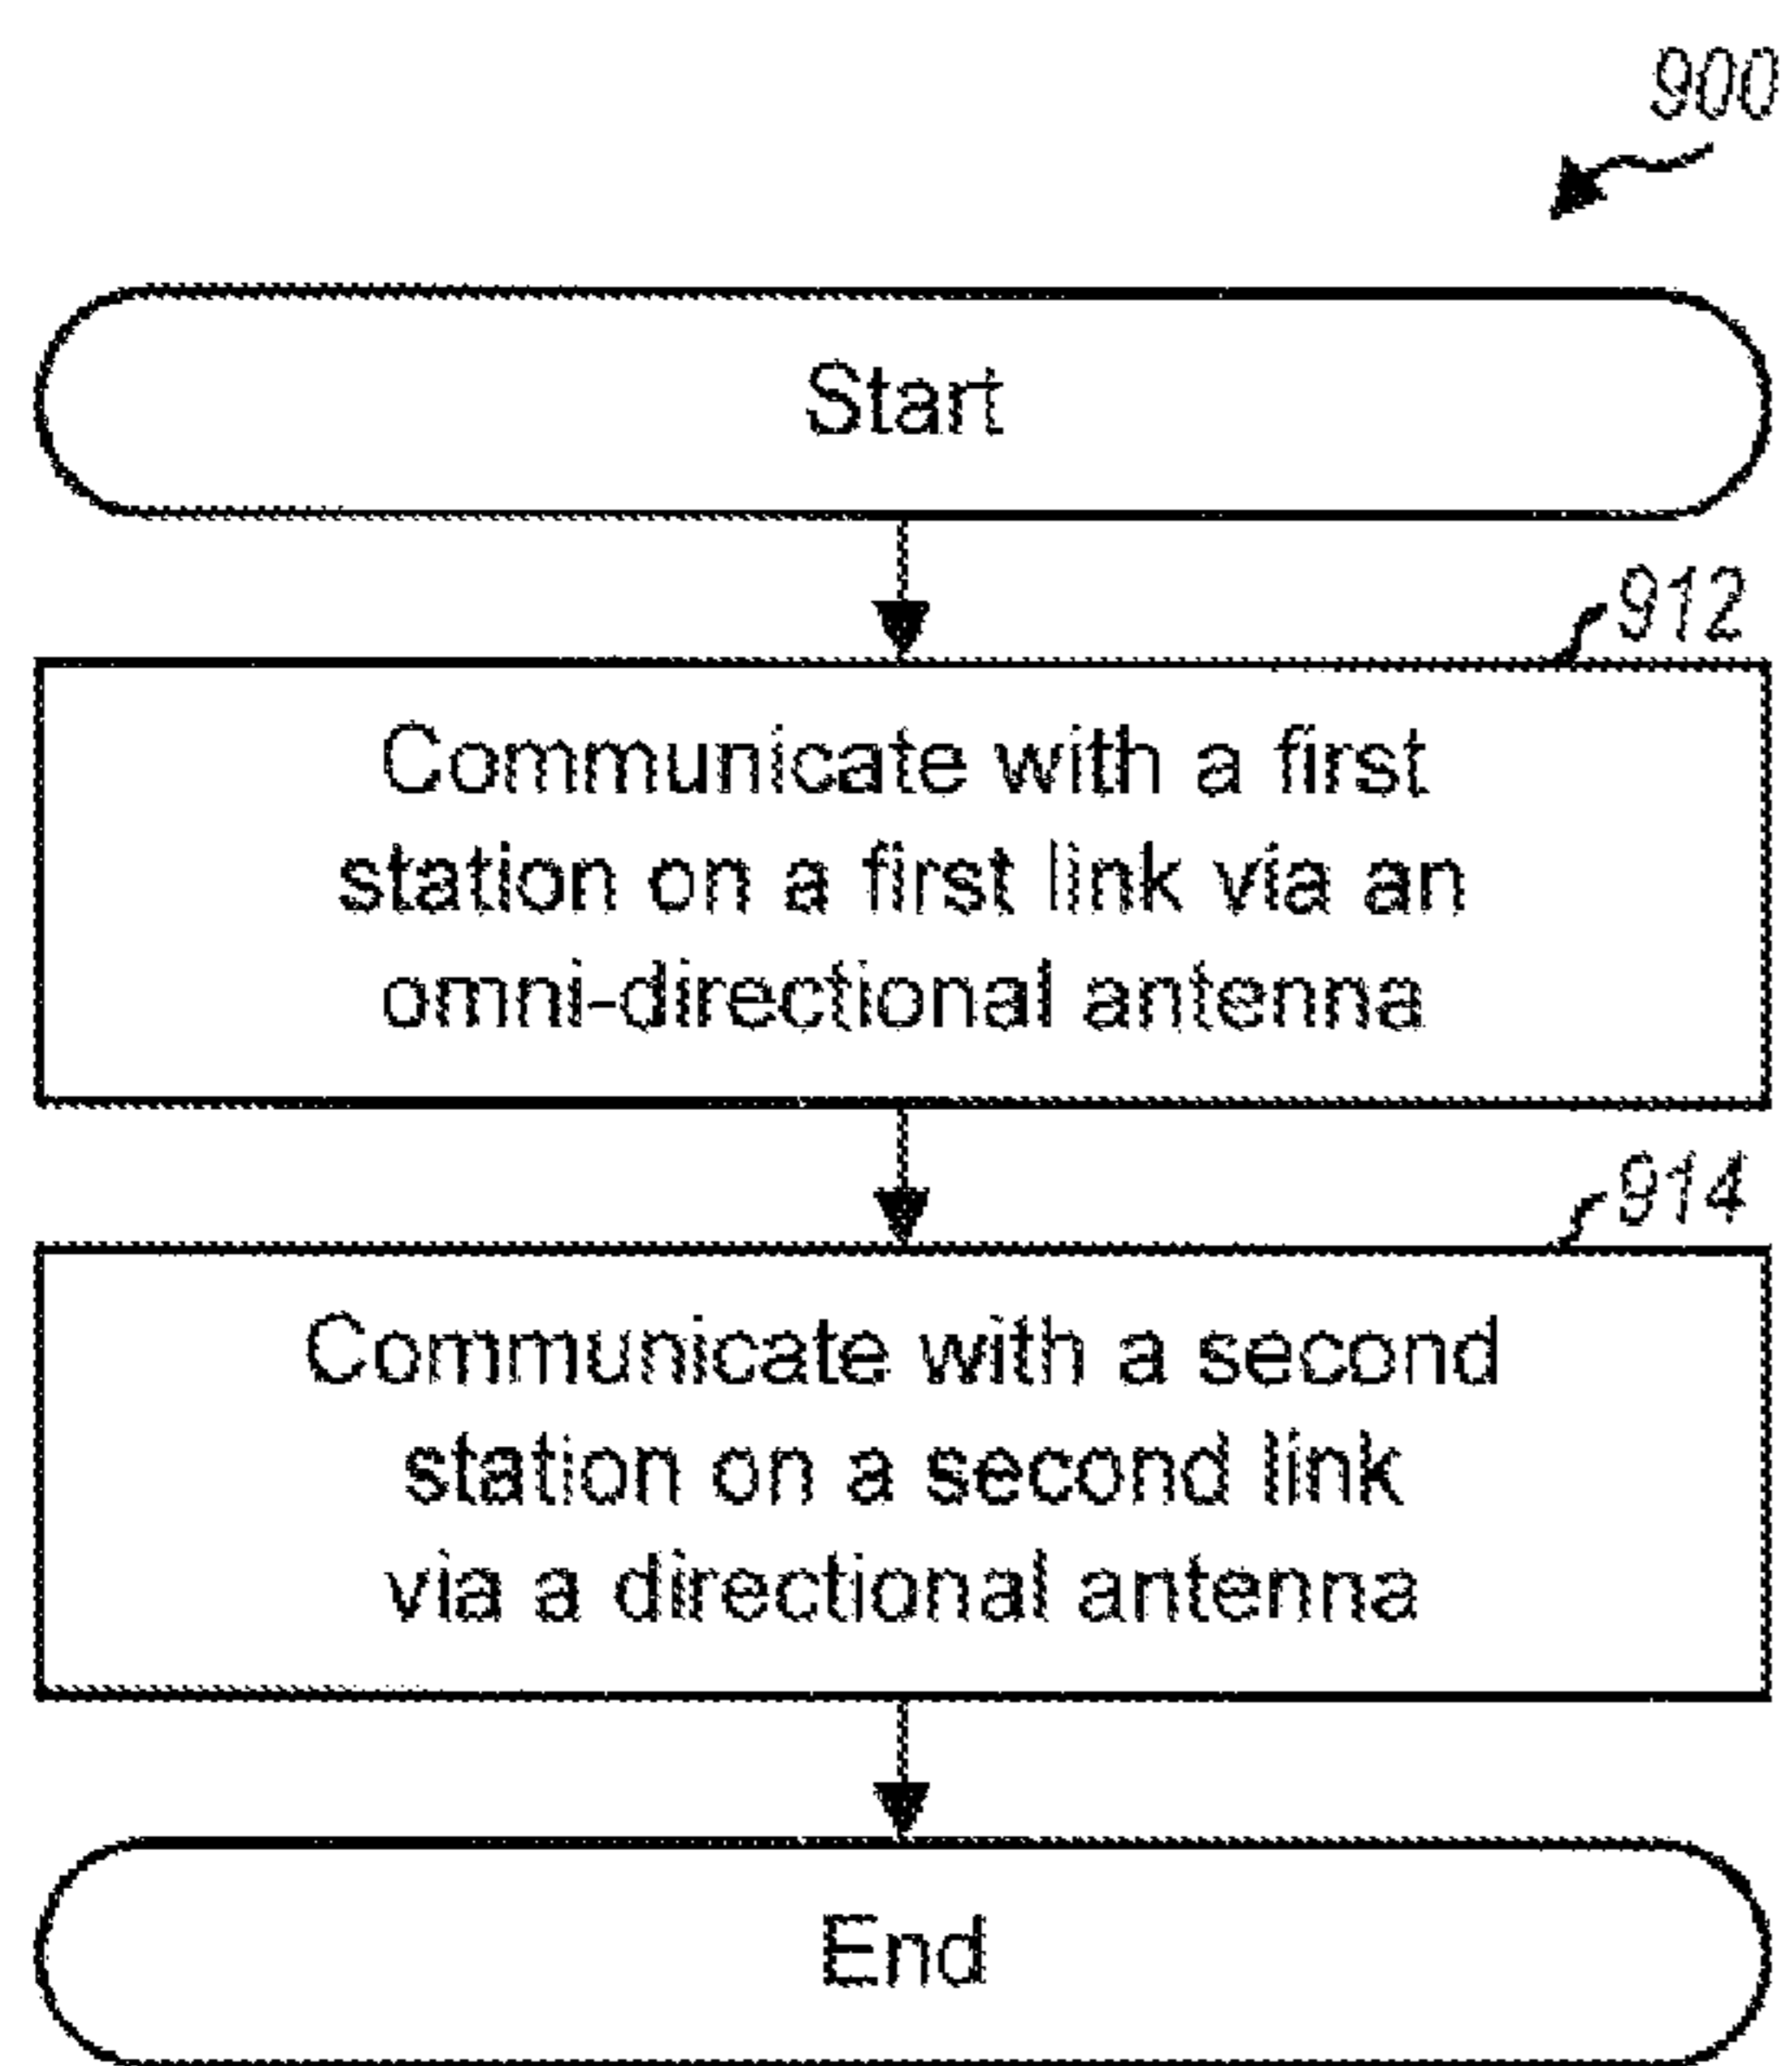 900
Start
912
Communicate with a first
station on a first link via an
omni-directional antenna
914
Communicate with a second
station on a second link
via a directional antenna
End